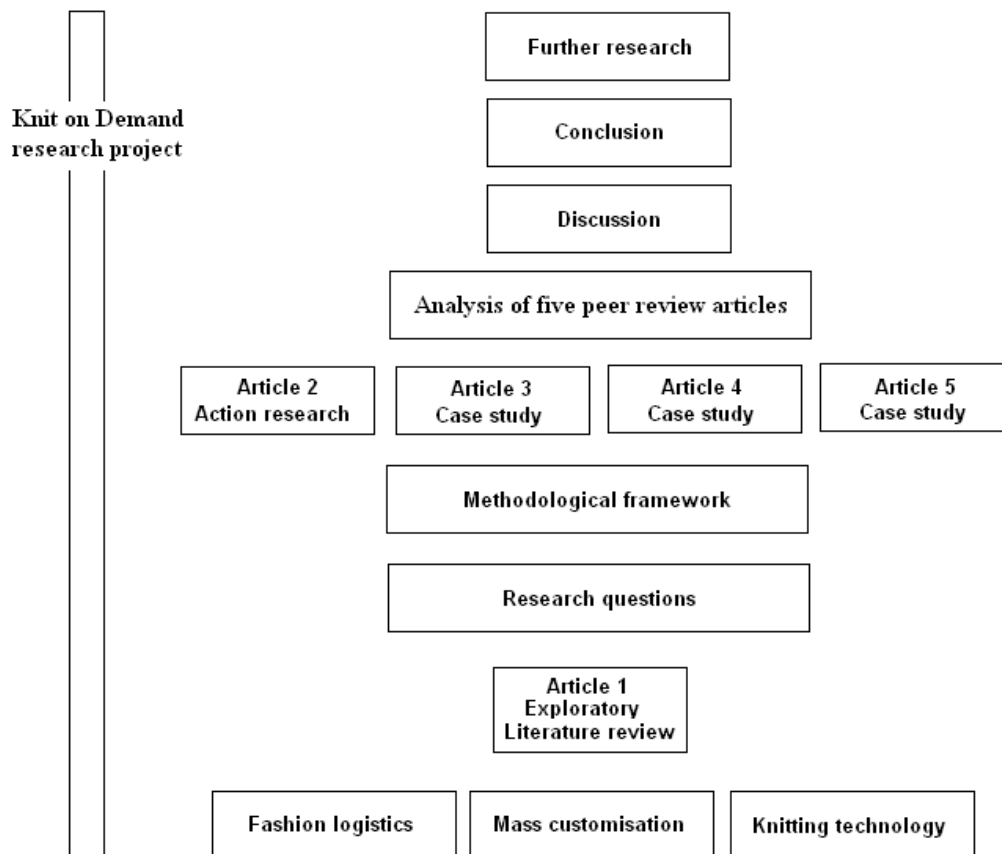 Further research
Knit on Demand
research project
Conclusion
Discussion
Analysis of five peer review articles
Article 2
Action research
Article 3
Case study
Article 4
Case study
Article 5
Case study
Methodological framework
Research questions
Article 1
Exploratory
Literature review
Fashion logistics
Mass customisation
Knitting technology